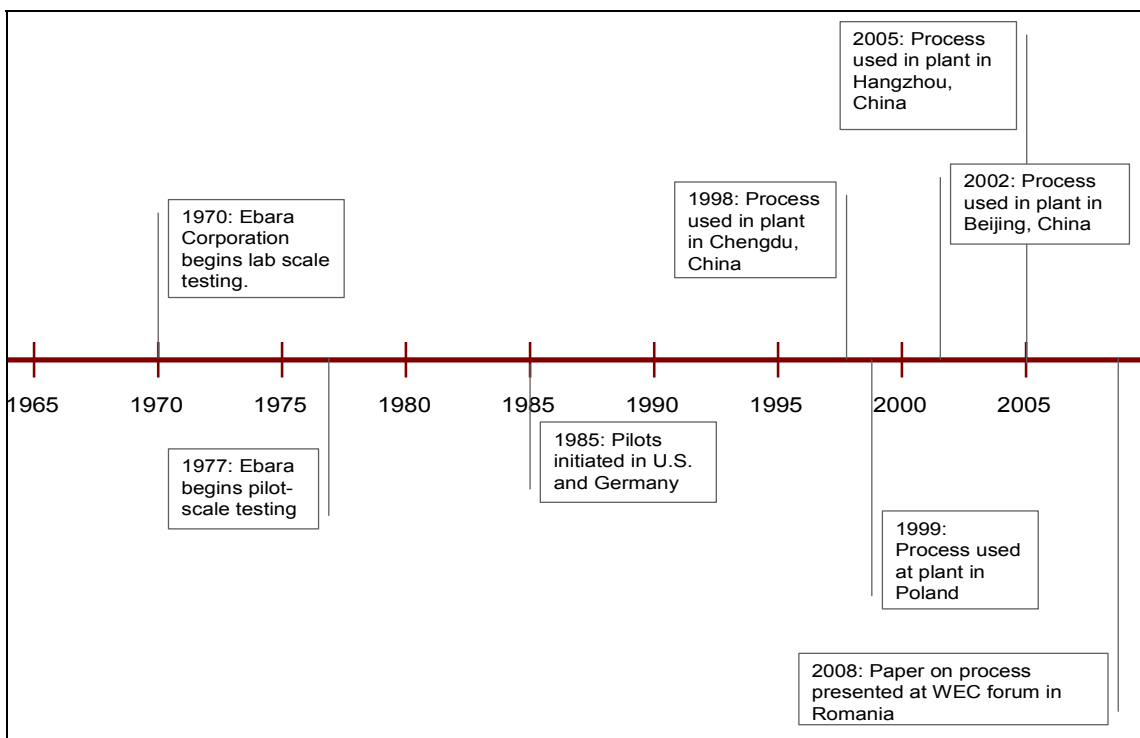 2005: Process
used in plant in
Hangzhou,
China
1998: Process
used in plant
in Chengdu,
China
2002: Process
used in plant in
Beijing, China
1970: Ebara
Corporation
begins lab scale
testing.
1965
1970
1975
1980
1985
1990
1995
2000
2005
1977: Ebara
begins pilot-
scale testing
1985: Pilots
initiated in U.S.
and Germany
1999:
Process used
at plant in
Poland
2008: Paper on process
presented at WEC forum in
Romania